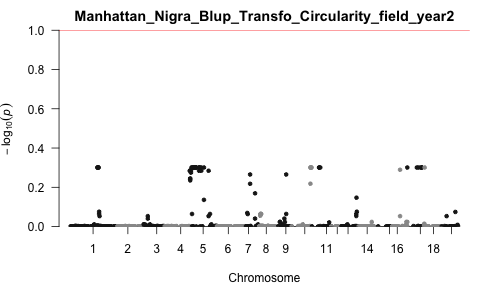 Manhattan_Nigra_Blup_Transfo_Circularity_field_year2
1.0
0.8
0.6
0.4
0.2
0.0
− log10(p)
1 2 3 4 5 6 7 8 9 11 14 16 18
Chromosome